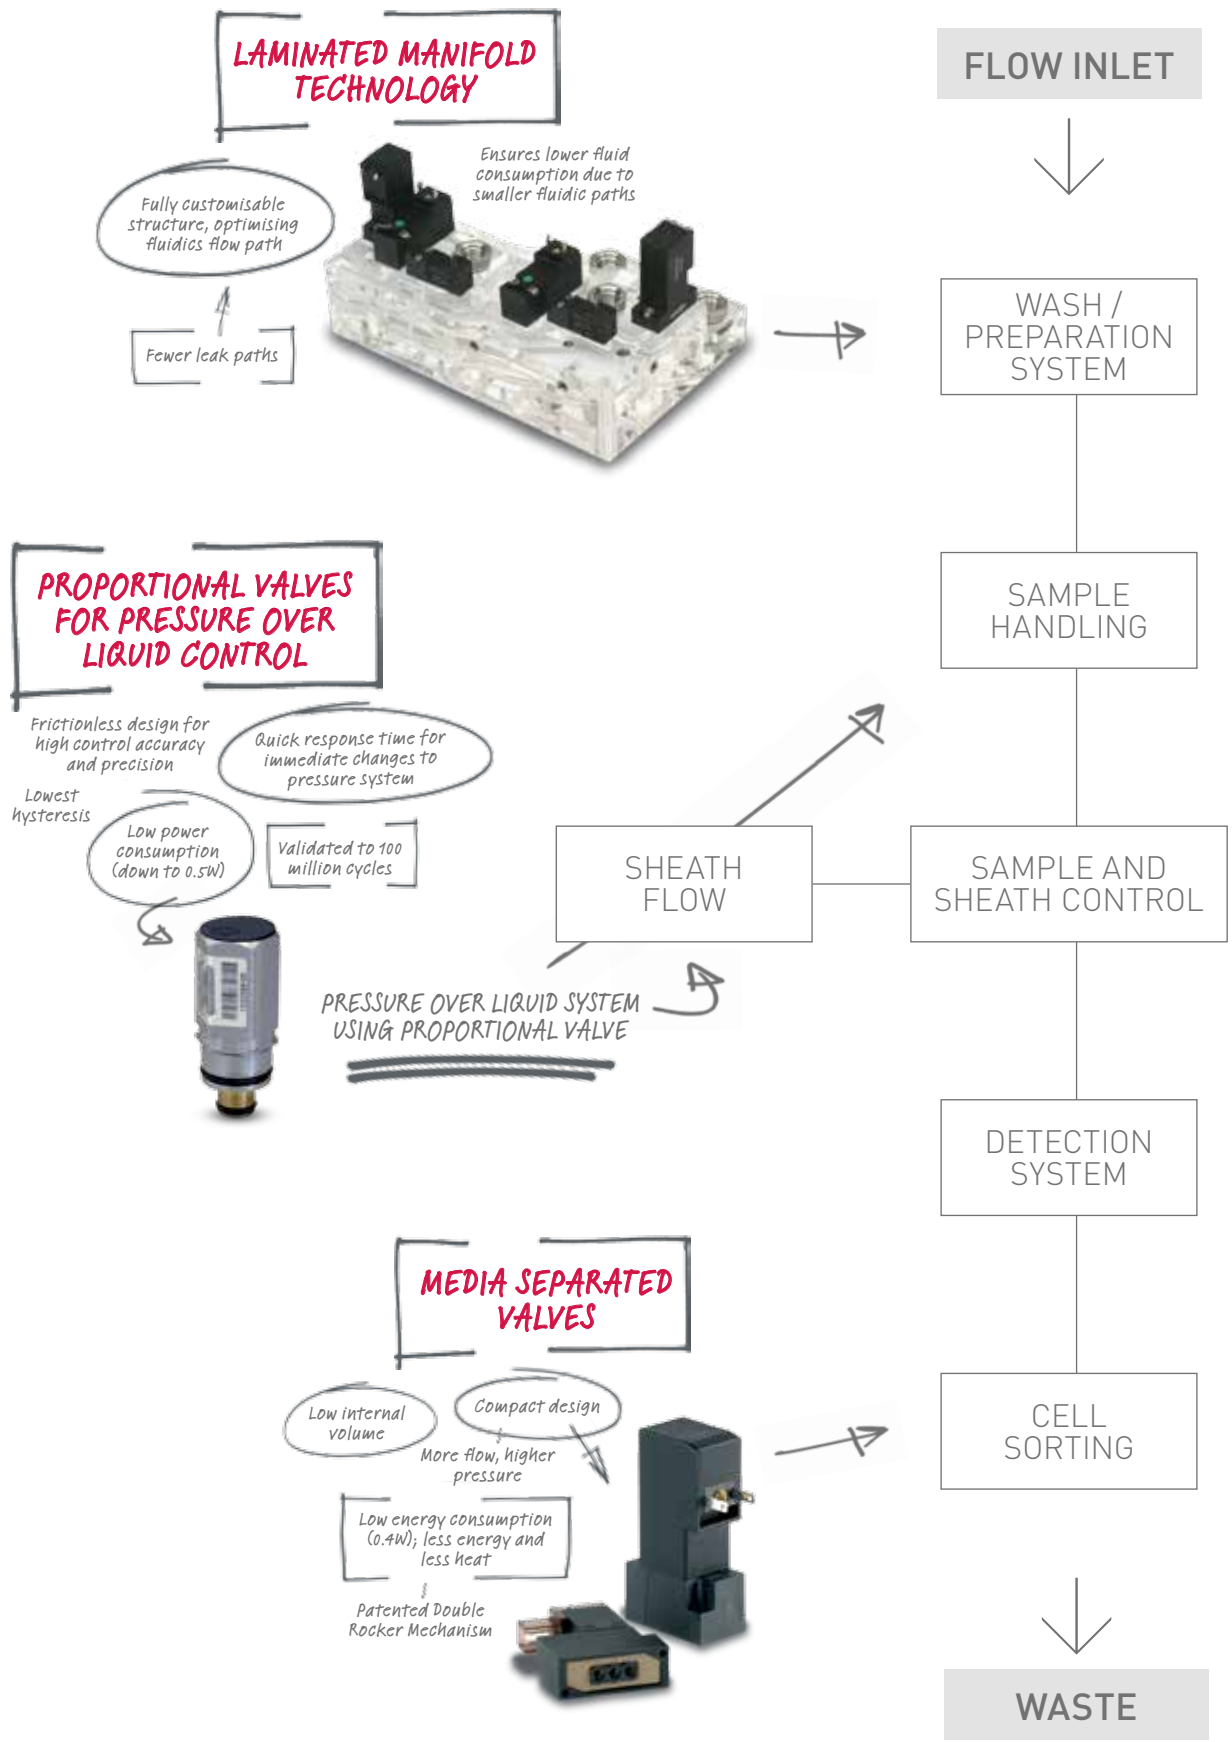 LAMINATED MANIFOLD
TECHNOLOGY
Ensures lower fluid
consumption due to
smaller fluidic paths
Fully customisable
structure, optimising
fluidics flow path
Fewer leak paths
FLOW INLET
WASH /
PREPARATION
SYSTEM
SAMPLE
HANDLING
PROPORTIONAL VALVES
FOR PRESSURE OVER
LIQUID CONTROL
Frictionless design for
high control accuracy
and precision
Quick response time for
immediate changes to
pressure system
Lowest
hysteresis
Low power
consumption
(down to 0.5W)
Validated to 100
million cycles
SHEATH
FLOW
SAMPLE AND
SHEATH CONTROL
PRESSURE OVER LIQUID SYSTEM
USING PROPORTIONAL VALVE
DETECTION
SYSTEM
MEDIA SEPARATED
VALVES
Low internal
volume
Compact design
More flow, higher
pressure
Low energy consumption
(0.4W); less energy and
less heat
Patented Double
Rocker Mechanism
CELL
SORTING
WASTE